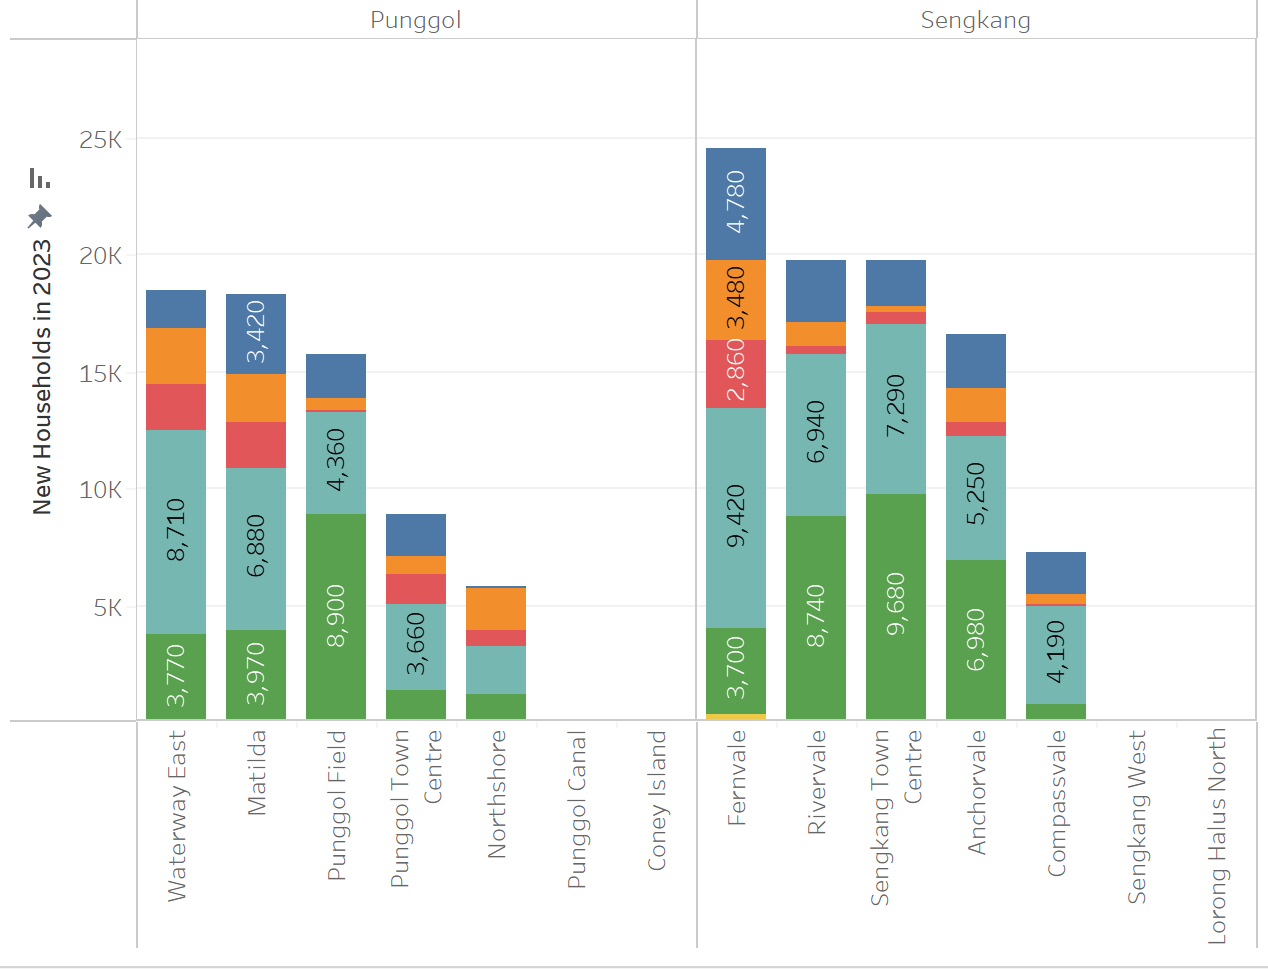 Punggol
Sengkang
New Households in 2023
25K
20K
15K
10K
5K
8,710
3,770
3,420
6,880
3,970
4,360
8,900
3,660
4,780
3,480
2,860
9,420
3,700
6,940
8,740
7,290
9,680
5,250
6,980
4,190
Waterway East
Matilda
Punggol Field
Punggol Town
Centre
Northshore
Punggol Canal
Coney Island
Fernvale
Rivervale
Sengkang Town
Centre
Anchorvale
Compassvale
Sengkang West
Lorong Halus North